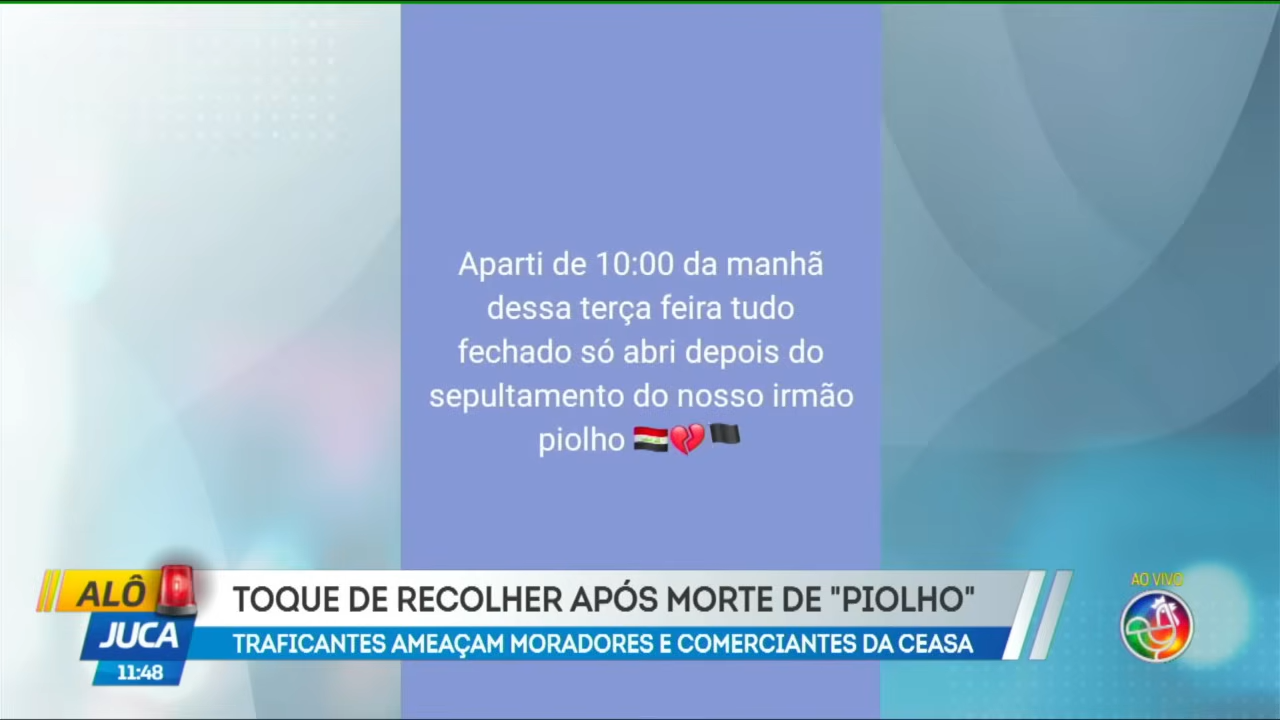 Aparti de 10:00 da manhã
dessa terça feira tudo
fechado só abri depois do
sepultamento do nosso irmão
piolho 🇮🇶💔🏴
ALÔ
JUCA
11:48
TOQUE DE RECOLHER APÓS MORTE DE "PIOLHO"
TRAFICANTES AMEAÇAM MORADORES E COMERCIANTES DA CEASA
AO VIVO